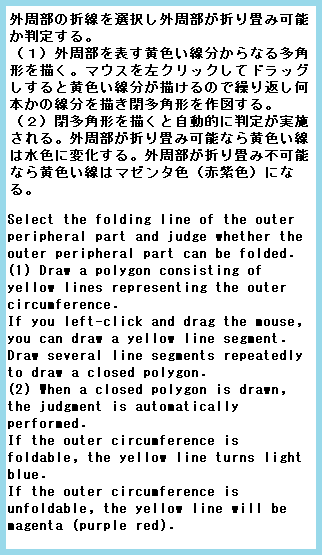 外周部の折線を選択し外周部が折り畳み可能
か判定する。
（１）外周部を表す黄色い線分からなる多角
形を描く。マウスを左クリックしてドラッグ
しすると黄色い線分が描けるので繰り返し何
本かの線分を描き閉多角形を作図する。
（２）閉多角形を描くと自動的に判定が実施
される。外周部が折り畳み可能なら黄色い線
は水色に変化する。外周部が折り畳み不可能
なら黄色い線はマゼンタ色（赤紫色）にな
る。
Select the folding line of the outer
peripheral part and judge whether the
outer peripheral part can be folded.
(1) Draw a polygon consisting of
yellow lines representing the outer
circumference.
If you left-click and drag the mouse,
you can draw a yellow line segment.
Draw several line segments repeatedly
to draw a closed polygon.
(2) When a closed polygon is drawn,
the judgment is automatically
performed.
If the outer circumference is
foldable, the yellow line turns light
blue.
If the outer circumference is
unfoldable, the yellow line will be
magenta (purple red).